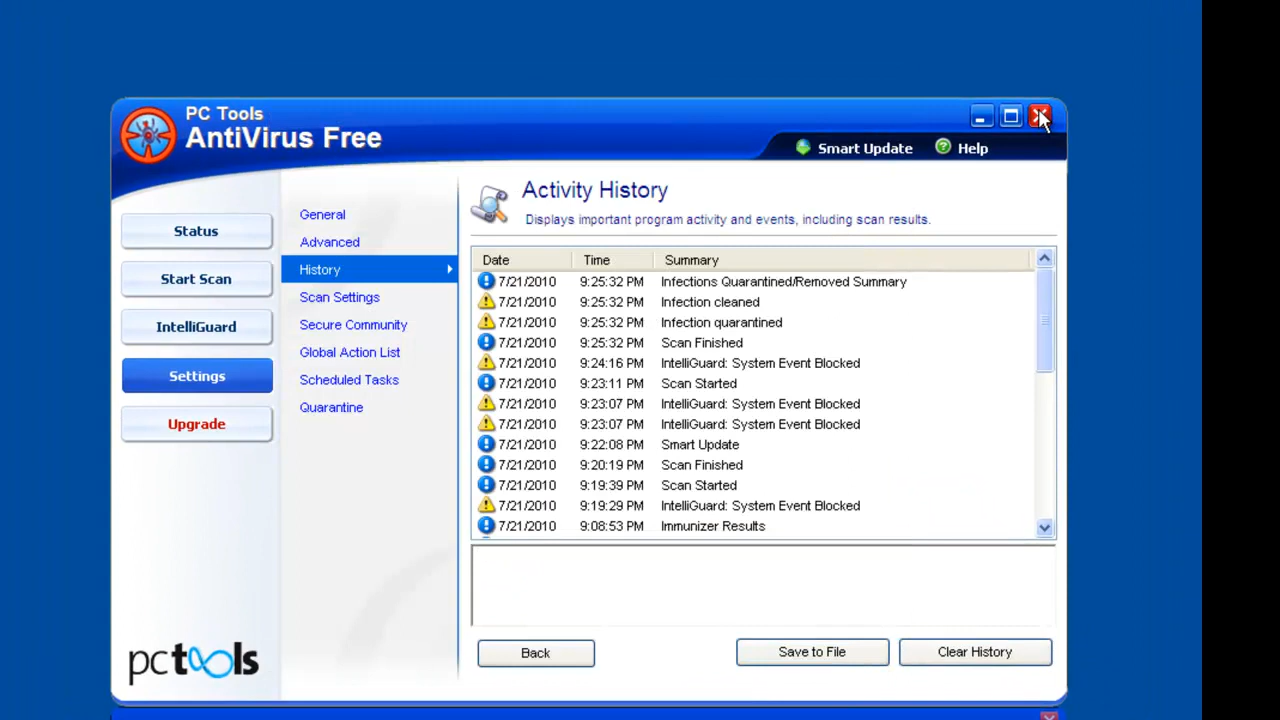 PC Tools
AntiVirus Free
Smart Update
Help
Status
Start Scan
IntelliGuard
Settings
Upgrade
General
Advanced
History
Scan Settings
Secure Community
Global Action List
Scheduled Tasks
Quarantine
Activity History
Displays important program activity and events, including scan results.
Date Time Summary
7/21/2010 9:25:32 PM Infections Quarantined/Removed Summary
7/21/2010 9:25:32 PM Infection cleaned
7/21/2010 9:25:32 PM Infection quarantined
7/21/2010 9:25:32 PM Scan Finished
7/21/2010 9:24:16 PM IntelliGuard: System Event Blocked
7/21/2010 9:23:11 PM Scan Started
7/21/2010 9:23:07 PM IntelliGuard: System Event Blocked
7/21/2010 9:23:07 PM IntelliGuard: System Event Blocked
7/21/2010 9:22:08 PM Smart Update
7/21/2010 9:20:19 PM Scan Finished
7/21/2010 9:19:39 PM Scan Started
7/21/2010 9:19:29 PM IntelliGuard: System Event Blocked
7/21/2010 9:08:53 PM Immunizer Results
Back
Save to File
Clear History
pctools